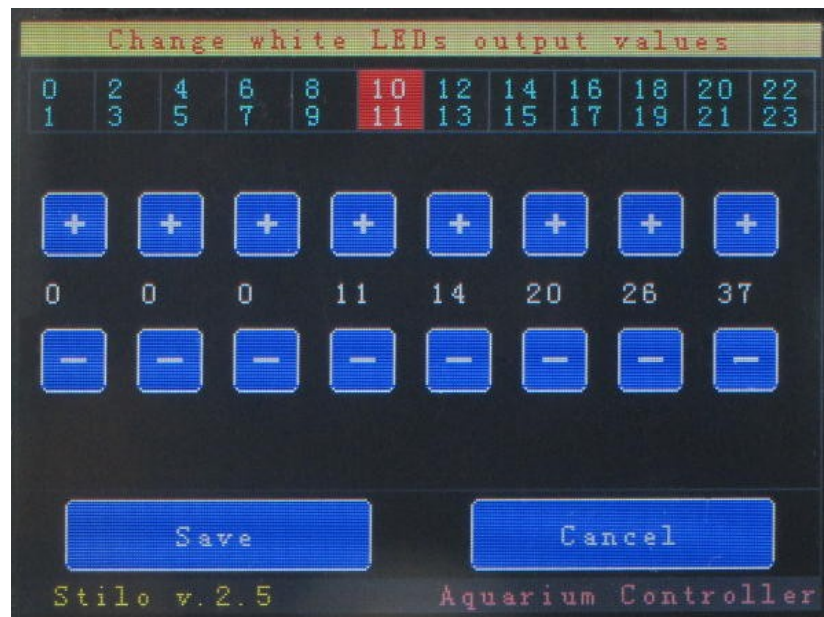 Change white LEDs output values
0 2 4 6 8 10 12 14 16 18 20 22
1 3 5 7 9 11 13 15 17 19 21 23
+ + + + + + + +
0 0 0 11 14 20 26 37
- - - - - - - -
Save Cancel
Stilo v.2.5 Aquarium Controller